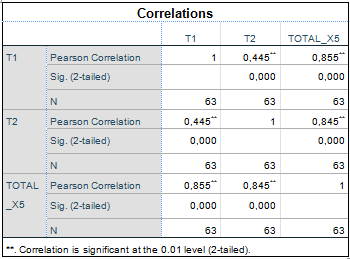 Correlations
T1 T2 TOTAL_X5
T1 Pearson Correlation 1 0,445** 0,855**
Sig. (2-tailed) 0,000 0,000
N 63 63 63
T2 Pearson Correlation 0,445** 1 0,845**
Sig. (2-tailed) 0,000 0,000
N 63 63 63
TOTAL Pearson Correlation 0,855** 0,845** 1
_X5 Sig. (2-tailed) 0,000 0,000
N 63 63 63
**. Correlation is significant at the 0.01 level (2-tailed).